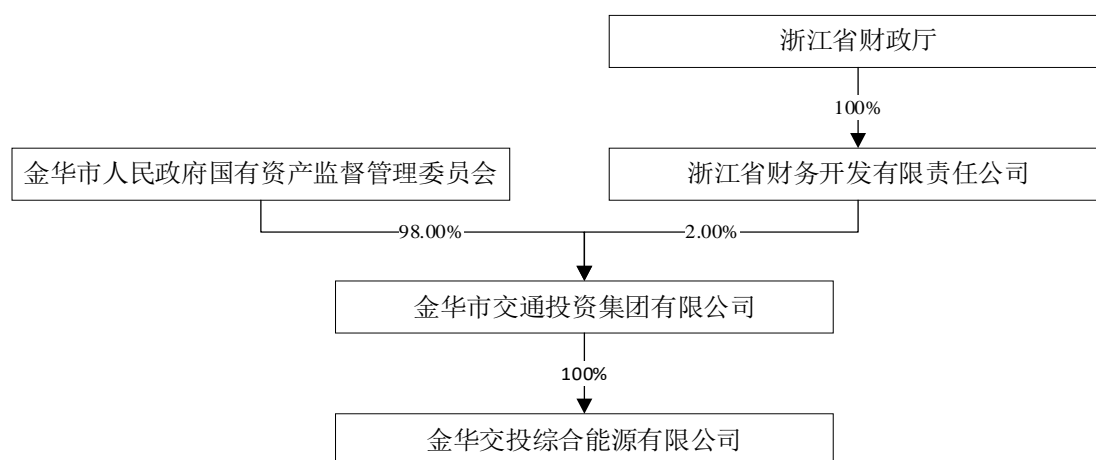 浙江省财政厅
100%
金华市人民政府国有资产监督管理委员会
浙江省财务开发有限责任公司
98.00%
2.00%
金华市交通投资集团有限公司
100%
金华交投综合能源有限公司